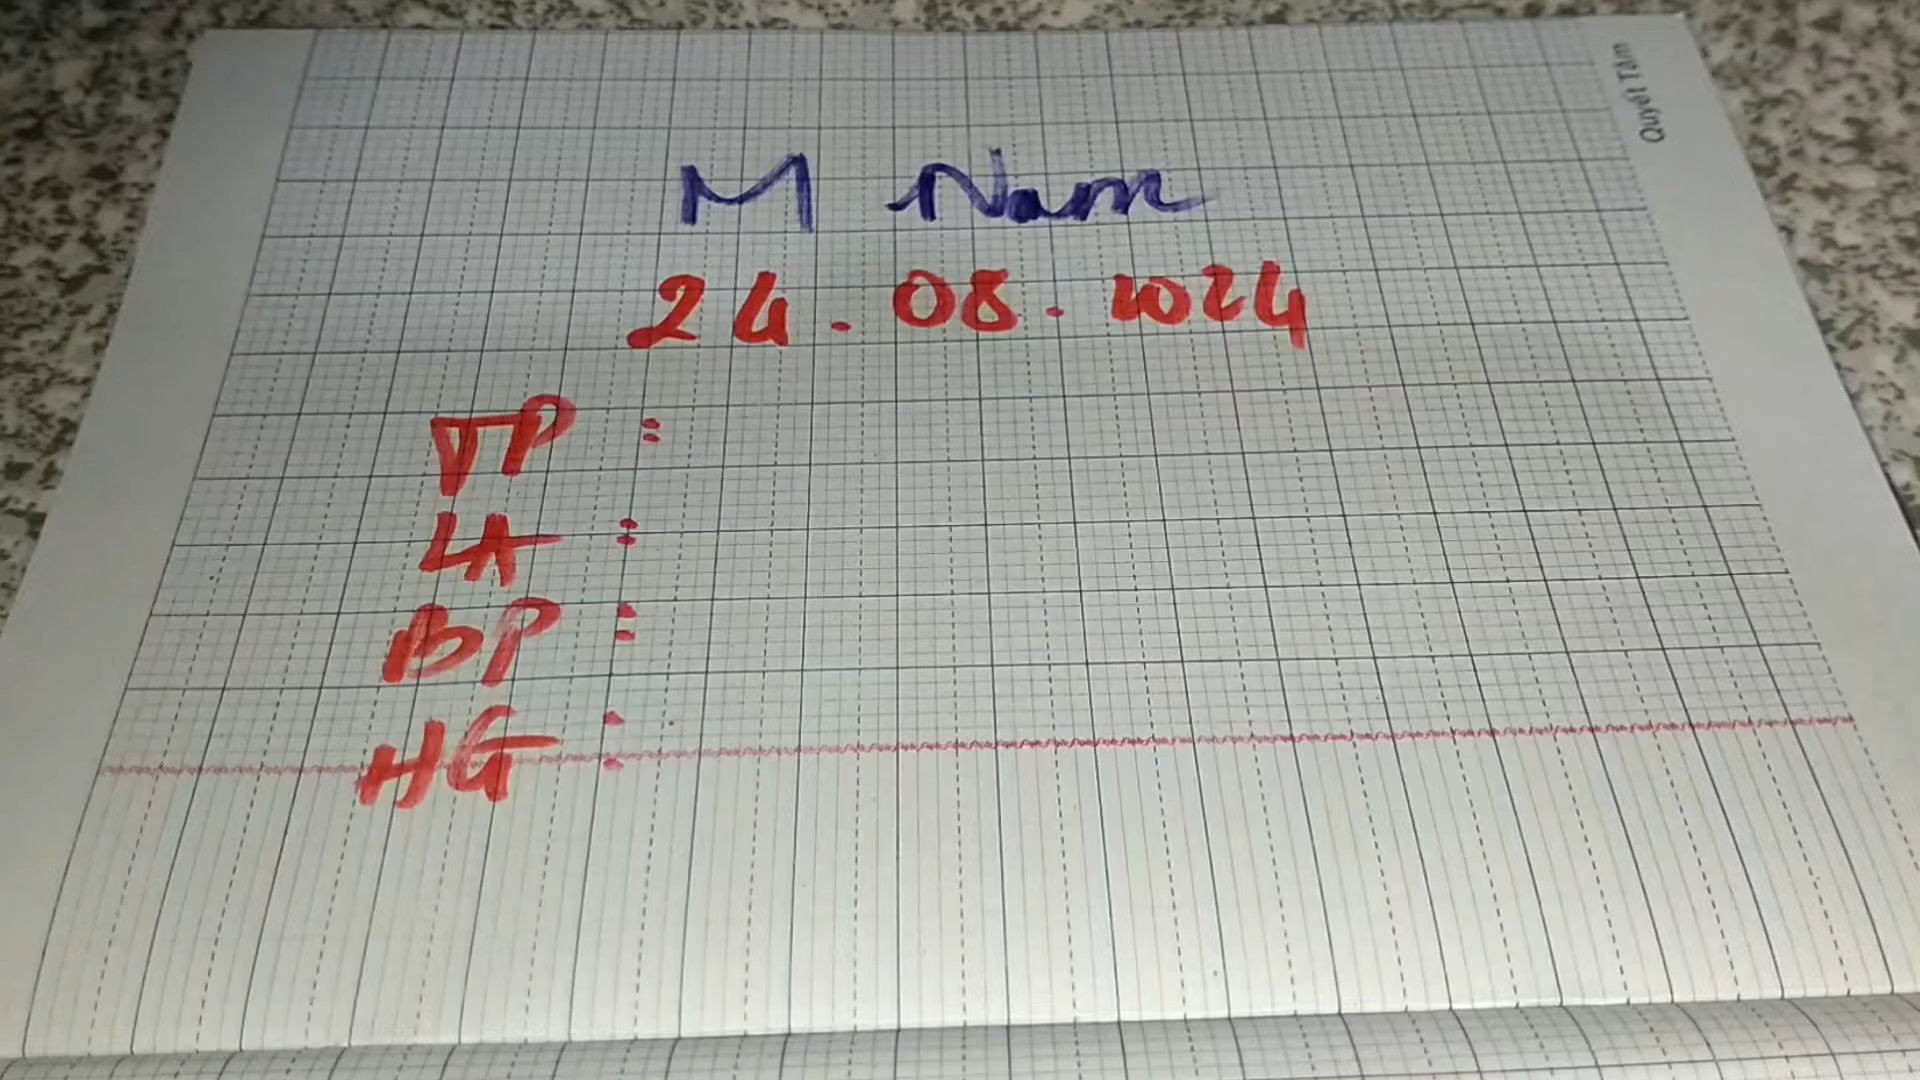 Quyết Tâm
M Nam
24.08.2024
TP :
LA :
BP :
HG :